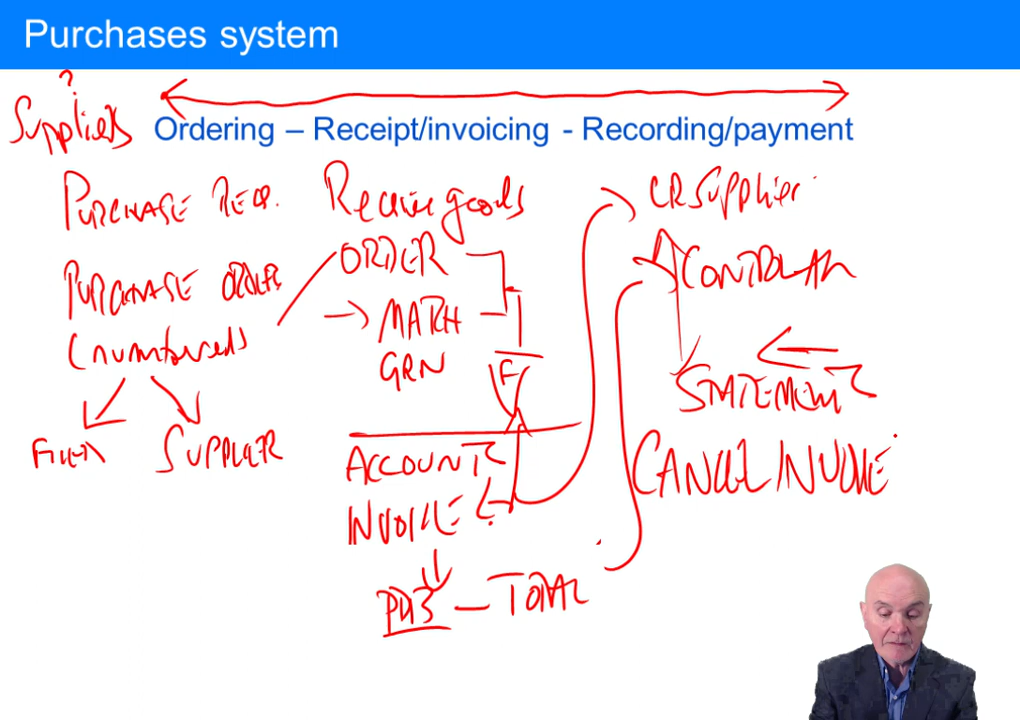 Purchases system
?
Suppliers
Ordering – Receipt/invoicing - Recording/payment
PURCHASE REQ.
PURCHASE ORDER
(numbered)
FILED
SUPPLIER
Receive goods
ORDER
→ MATCH
GRN
F
ACCOUNTS
INVOICE
PDB – TOTAL
CR Supplier
CONTROL A/C
STATEMENT
CANCEL INVOICE